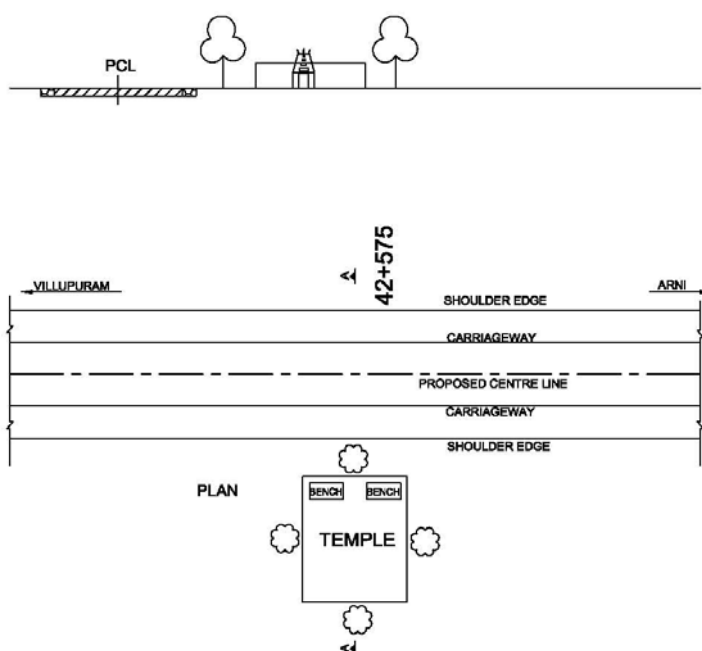 PCL
A
42+575
VILLUPURAM
ARNI
SHOULDER EDGE
CARRIAGEWAY
PROPOSED CENTRE LINE
CARRIAGEWAY
SHOULDER EDGE
PLAN
BENCH BENCH
TEMPLE
A